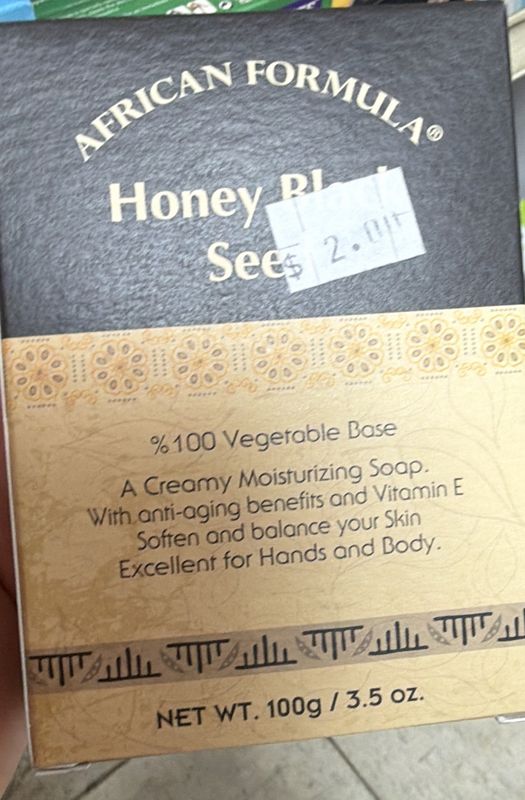 AFRICAN FORMULA®
Honey
See
$ 2.
%100 Vegetable Base
A Creamy Moisturizing Soap.
With anti-aging benefits and Vitamin E
Soften and balance your Skin
Excellent for Hands and Body.
NET WT. 100g / 3.5 oz.